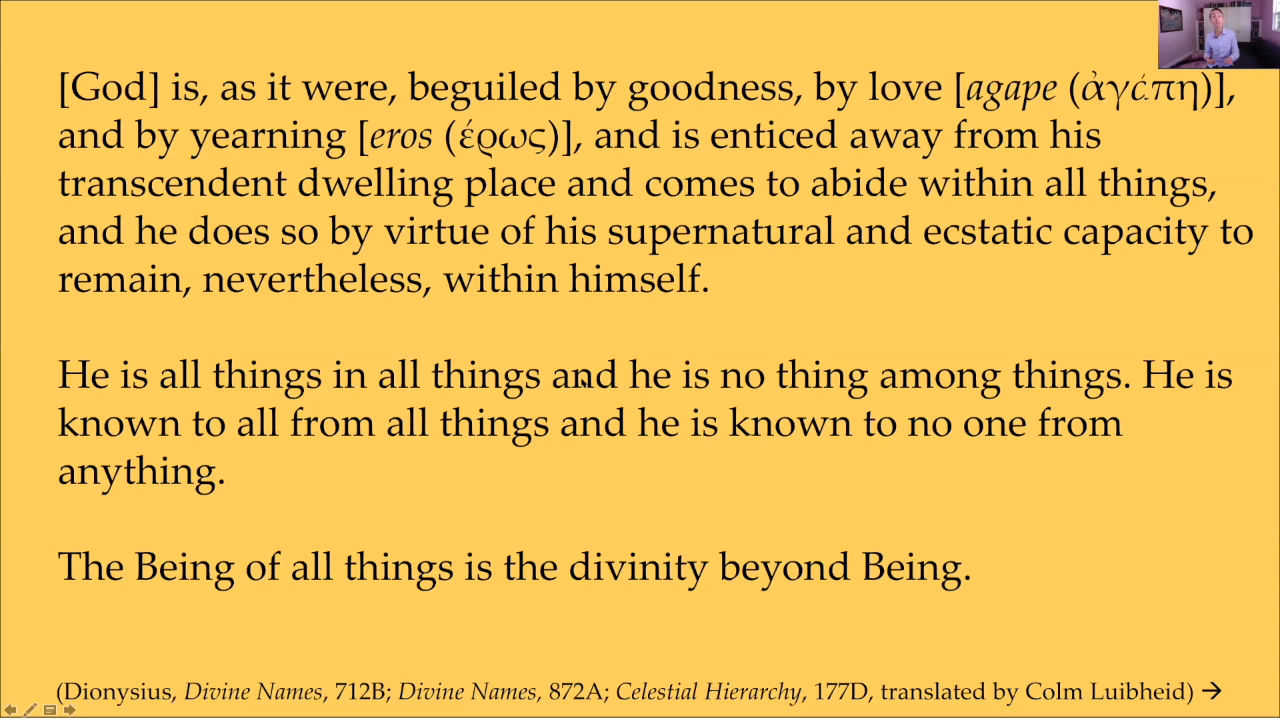 [God] is, as it were, beguiled by goodness, by love [agape (ἀγάπη)],
and by yearning [eros (έρως)], and is enticed away from his
transcendent dwelling place and comes to abide within all things,
and he does so by virtue of his supernatural and ecstatic capacity to
remain, nevertheless, within himself.
He is all things in all things and he is no thing among things. He is
known to all from all things and he is known to no one from
anything.
The Being of all things is the divinity beyond Being.
(Dionysius, Divine Names, 712B; Divine Names, 872A; Celestial Hierarchy, 177D, translated by Colm Luibheid) →